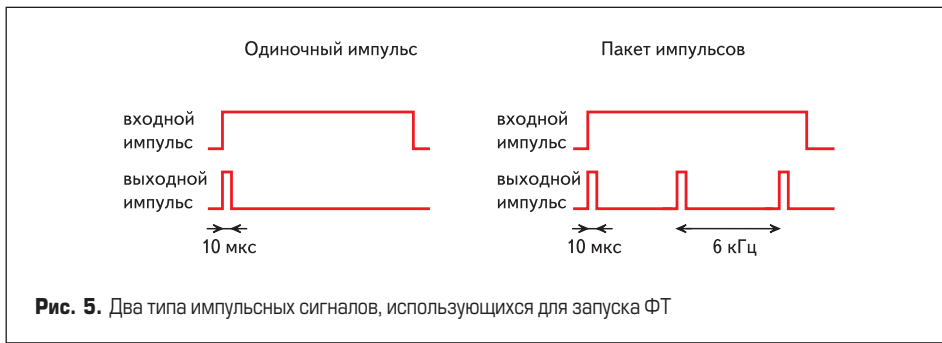 Одиночный импульс
входной
импульс
выходной
импульс
10 мкс
Пакет импульсов
входной
импульс
выходной
импульс
10 мкс
6 кГц
Рис. 5. Два типа импульсных сигналов, использующихся для запуска ФТ